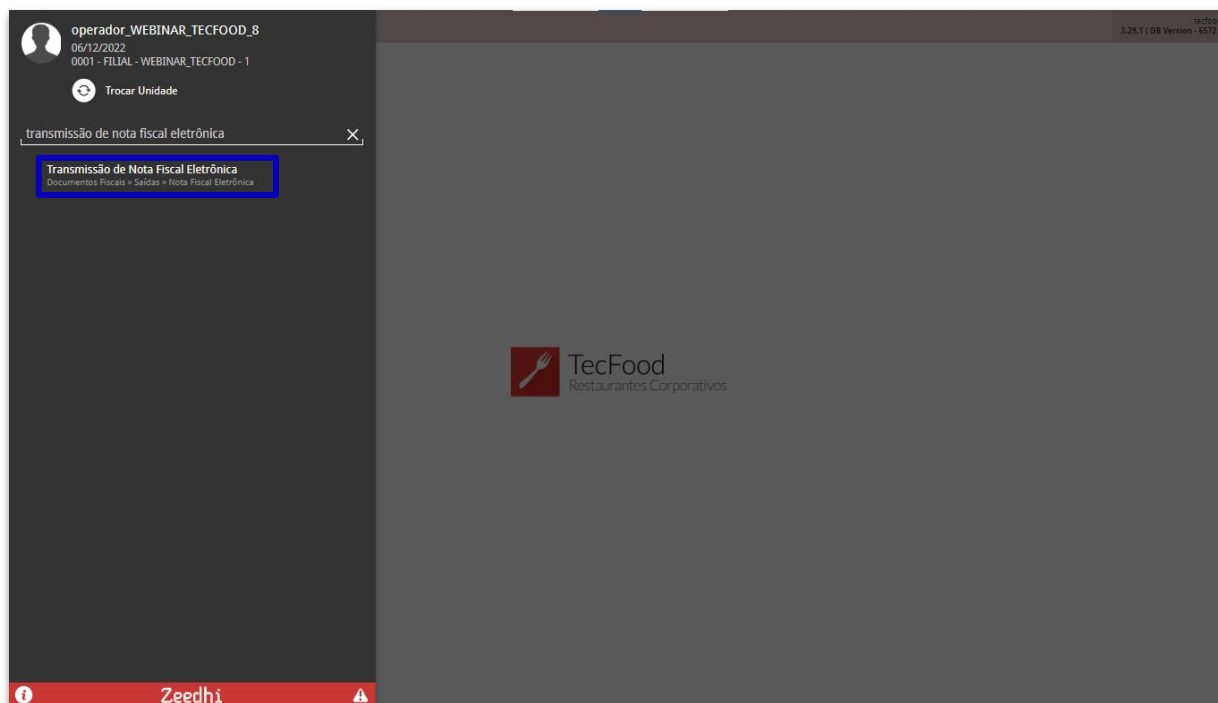 operador_WEBINAR_TECFOOD_8
06/12/2022
0001 - FILIAL - WEBINAR_TECFOOD - 1
Trocar Unidade
transmissão de nota fiscal eletrônica
Transmissão de Nota Fiscal Eletrônica
Documentos Fiscais » Saídas » Nota Fiscal Eletrônica
tecfoo
3.29.1 ( DB Version - 6572
TecFood
Restaurantes Corporativos
Zeedhi